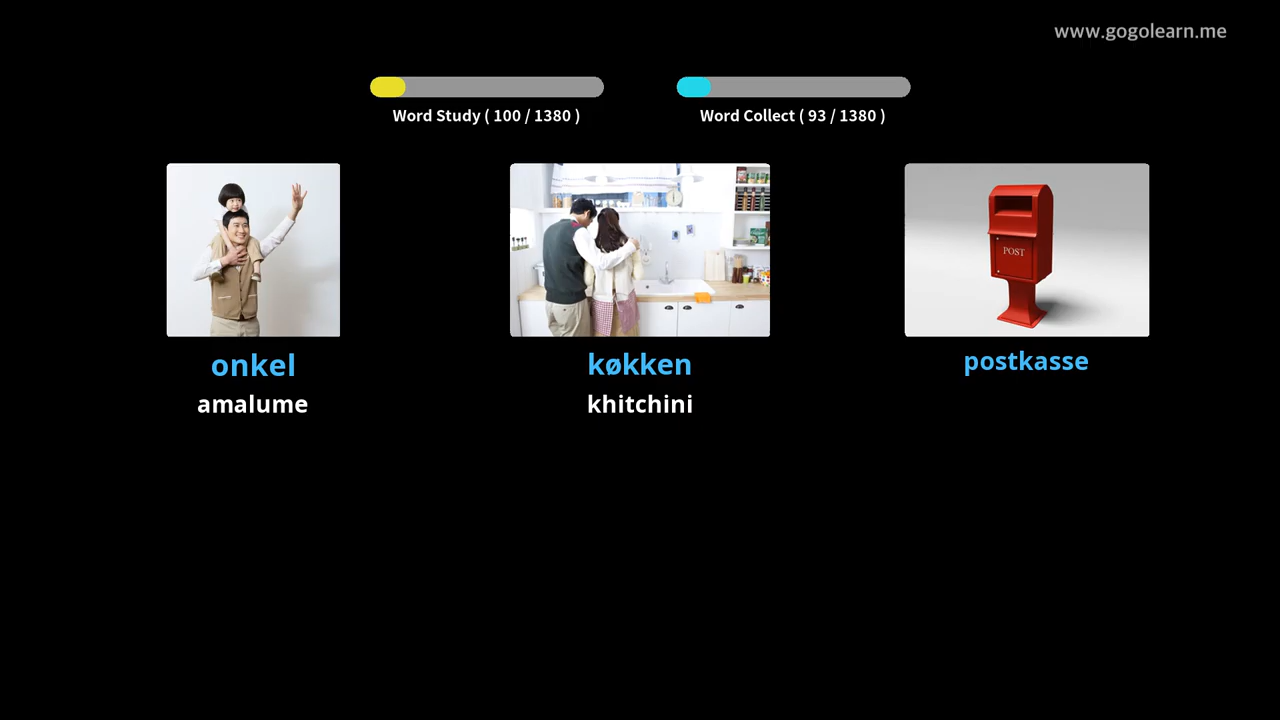 www.gogolearn.me
Word Study ( 100 / 1380 )
Word Collect ( 93 / 1380 )
POST
onkel
køkken
postkasse
amalume
khitchini